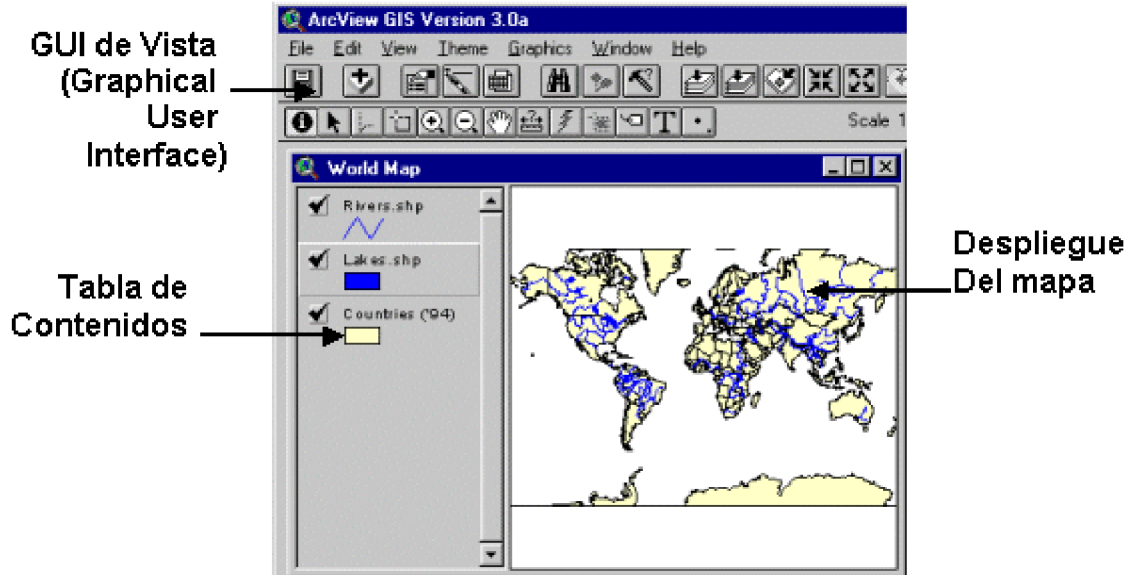 ArcView GIS Version 3.0a
File Edit View Theme Graphics Window Help
Scale 1
GUI de Vista
(Graphical
User
Interface)
World Map
Rivers.shp
Lakes.shp
Countries ('94)
Tabla de
Contenidos
Despliegue
Del mapa